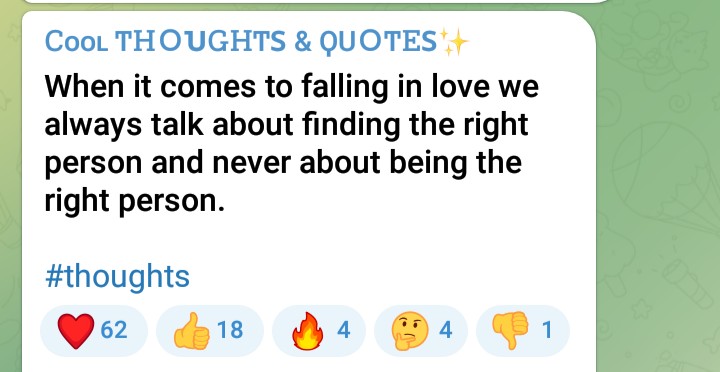 Cool THOUGHTS & QUOTES✨
When it comes to falling in love we
always talk about finding the right
person and never about being the
right person.
#thoughts
❤️ 62 👍 18 🔥 4 🤔 4 👎 1